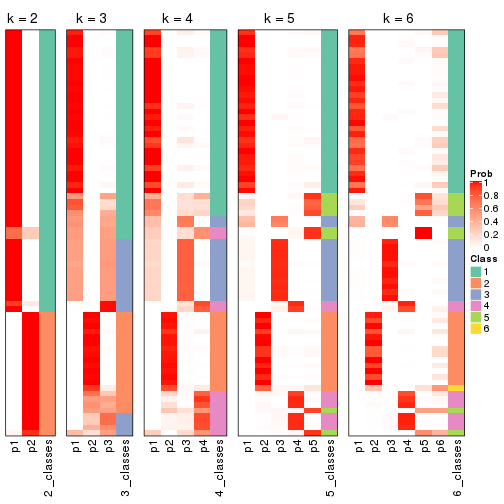 k = 2
k = 3
k = 4
k = 5
k = 6
p1
p2
2_classes
p1
p2
p3
3_classes
p1
p2
p3
p4
4_classes
p1
p2
p3
p4
p5
5_classes
p1
p2
p3
p4
p5
p6
6_classes
Prob
1
0.8
0.6
0.4
0.2
0
Class
1
2
3
4
5
6